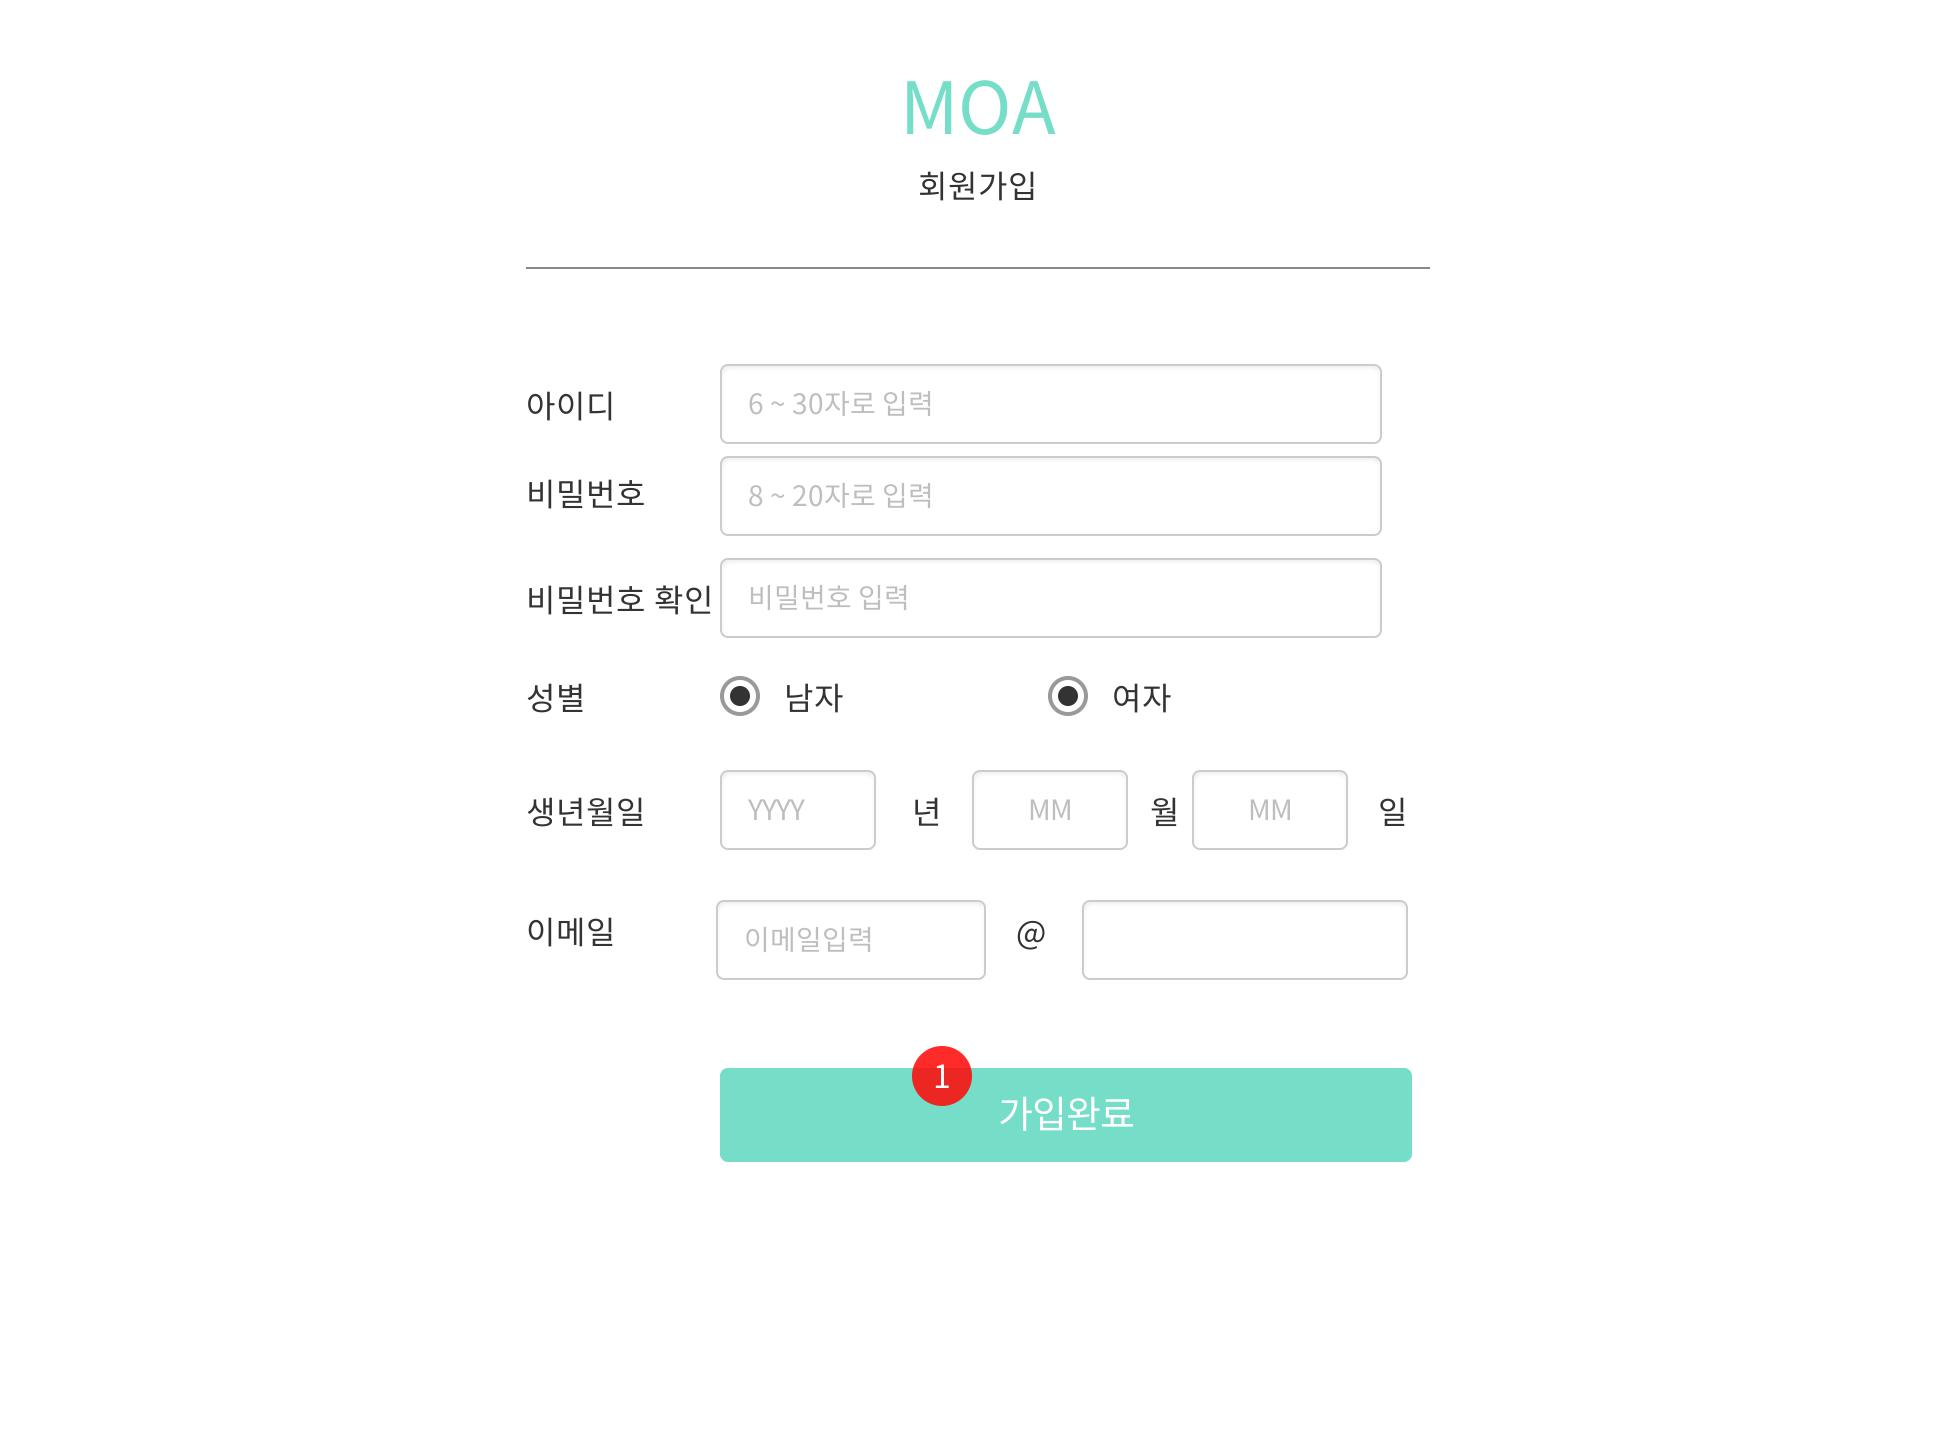 MOA
회원가입
아이디 6 ~ 30자로 입력
비밀번호 8 ~ 20자로 입력
비밀번호 확인 비밀번호 입력
성별 남자 여자
생년월일 YYYY 년 MM 월 MM 일
이메일 이메일입력 @
1
가입완료